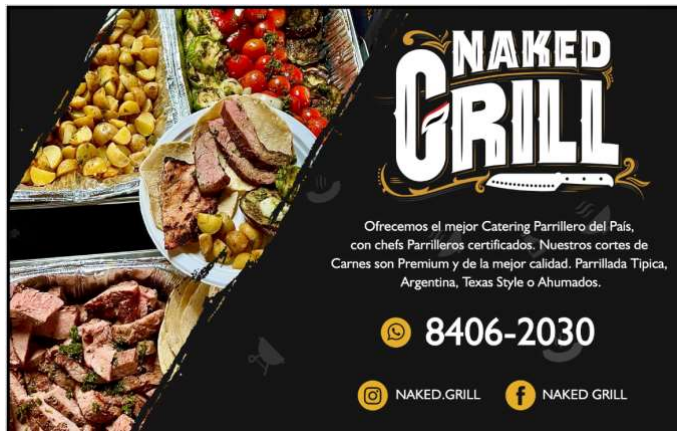 NAKED
GRILL
Ofrecemos el mejor Catering Parrillero del País,
con chefs Parrilleros certificados. Nuestros cortes de
Carnes son Premium y de la mejor calidad. Parrillada Tipica,
Argentina, Texas Style o Ahumados.
8406-2030
NAKED.GRILL
NAKED GRILL